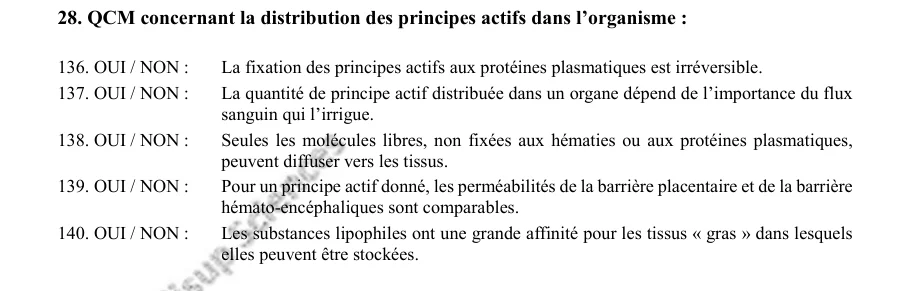 28. QCM concernant la distribution des principes actifs dans l’organisme :
136. OUI / NON : La fixation des principes actifs aux protéines plasmatiques est irréversible.
137. OUI / NON : La quantité de principe actif distribuée dans un organe dépend de l’importance du flux
sanguin qui l’irrigue.
138. OUI / NON : Seules les molécules libres, non fixées aux hématies ou aux protéines plasmatiques,
peuvent diffuser vers les tissus.
139. OUI / NON : Pour un principe actif donné, les perméabilités de la barrière placentaire et de la barrière
hémato-encéphaliques sont comparables.
140. OUI / NON : Les substances lipophiles ont une grande affinité pour les tissus « gras » dans lesquels
elles peuvent être stockées.